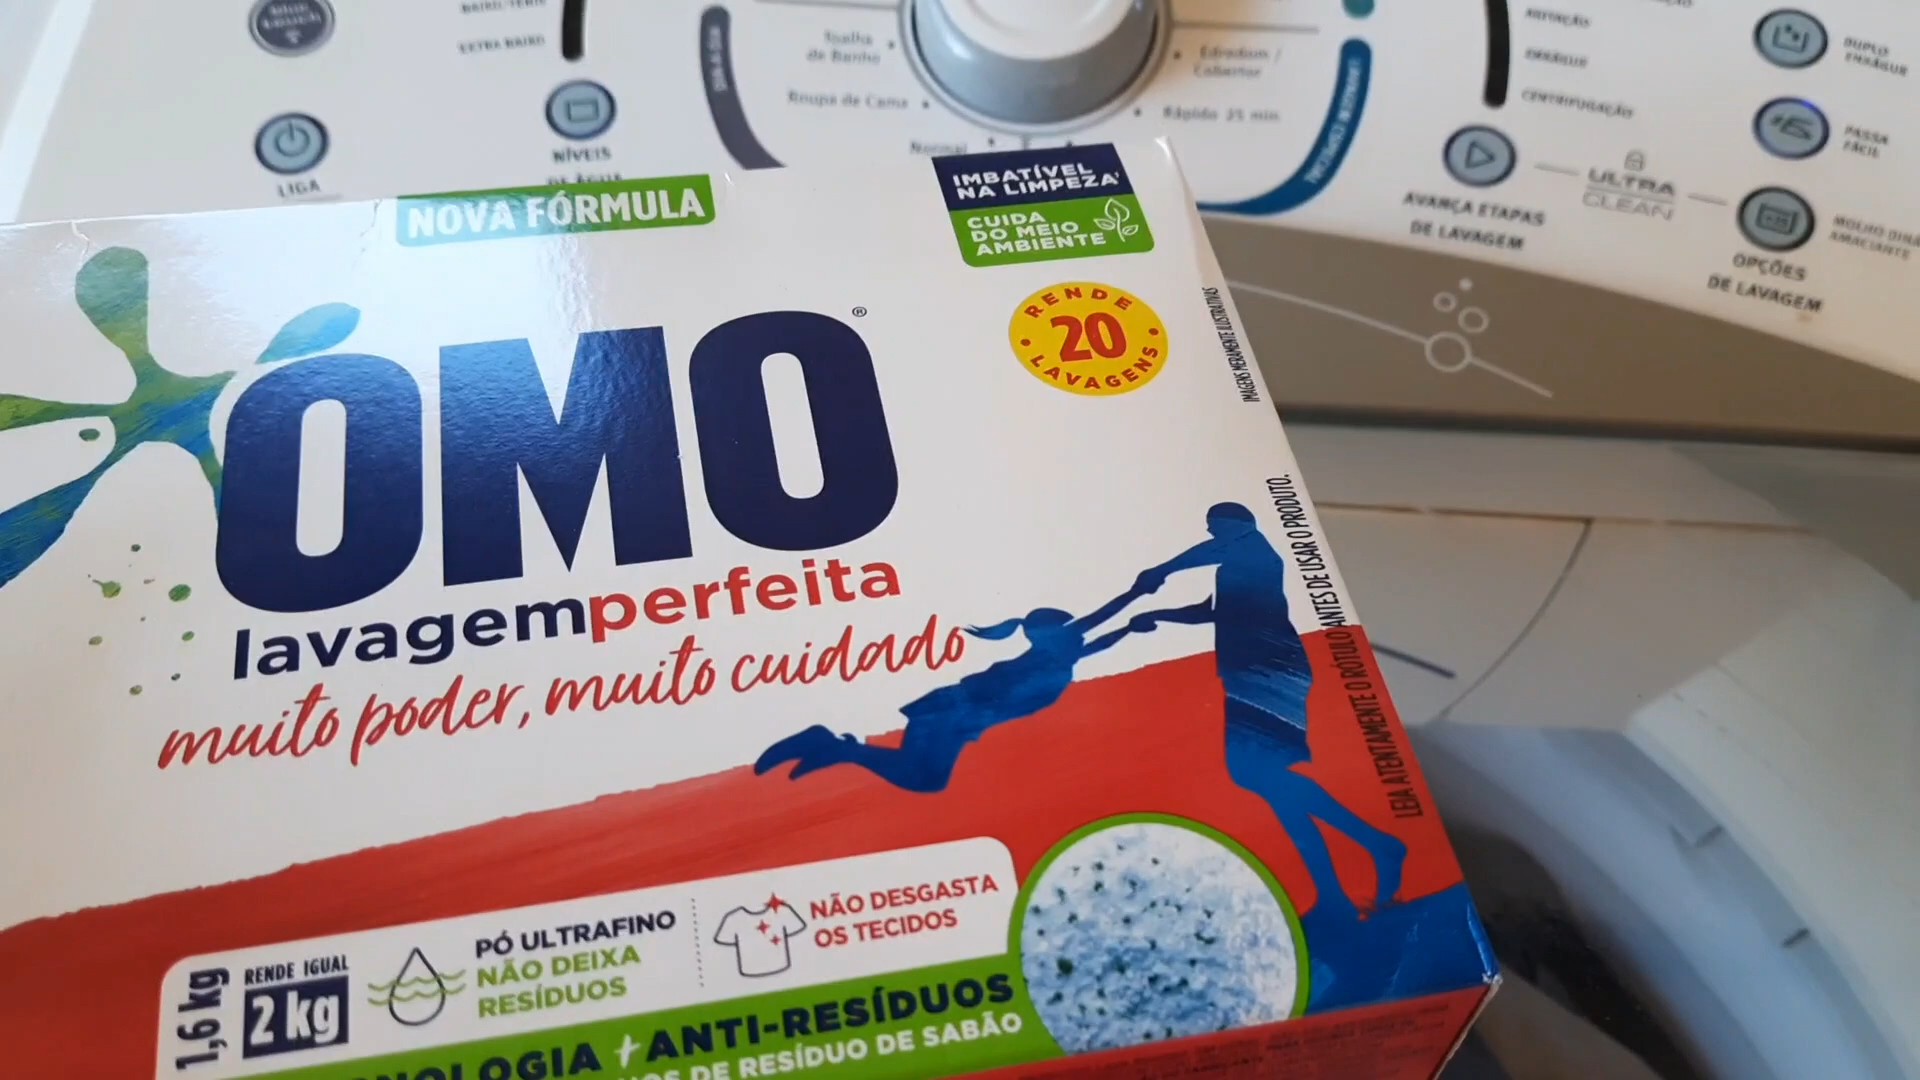 EXTRA BAIXO
LIGA
NÍVEIS
DE ÁGUA
Toalha
de Banho
Roupa de Cama
Normal
Edredom /
Cobertor
Rápido 25 min
ENXÁGUE
CENTRIFUGAÇÃO
AVANÇA ETAPAS
DE LAVAGEM
ULTRA
CLEAN
DUPLO
ENXÁGUE
PASSA
FÁCIL
OPÇÕES
DE LAVAGEM
NOVA FÓRMULA
IMBATÍVEL
NA LIMPEZA
CUIDA
DO MEIO
AMBIENTE
RENDE
20
LAVAGENS
OMO®
lavagemperfeita
muito poder, muito cuidado
IMAGENS MERAMENTE ILUSTRATIVAS
LEIA ATENTAMENTE O RÓTULO ANTES DE USAR O PRODUTO.
1,6 kg
RENDE IGUAL
2 kg
PÓ ULTRAFINO
NÃO DEIXA
RESÍDUOS
NÃO DESGASTA
OS TECIDOS
ANTI-RESÍDUOS
DE RESÍDUO DE SABÃO